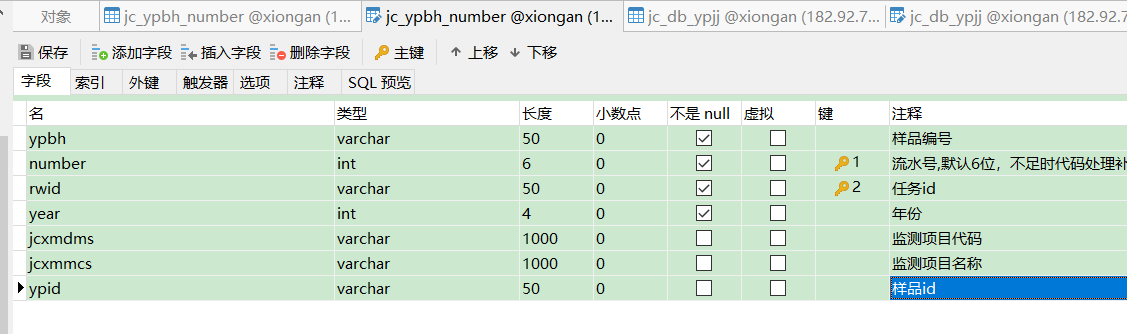 对象 jc_ypbh_number @xiongan (1... jc_ypbh_number @xiongan (1... jc_db_ypjj @xiongan (182.92.7... jc_db_ypjj @xiongan (182.92.7
保存 添加字段 插入字段 删除字段 主键 上移 下移
字段 索引 外键 触发器 选项 注释 SQL 预览
名 类型 长度 小数点 不是 null 虚拟 键 注释
ypbh varchar 50 0 样品编号
number int 6 0 1 流水号,默认6位，不足时代码处理补
rwid varchar 50 0 2 任务id
year int 4 0 年份
jcxmdms varchar 1000 0 监测项目代码
jcxmmcs varchar 1000 0 监测项目名称
ypid varchar 50 0 样品id